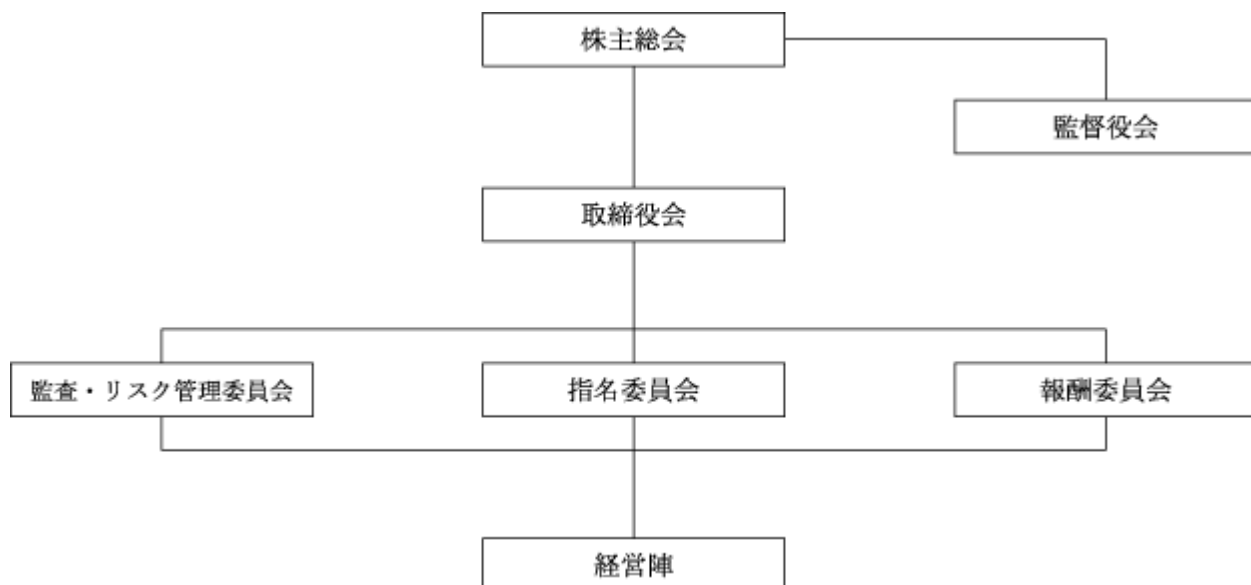 株主総会
監督役会
取締役会
監査・リスク管理委員会
指名委員会
報酬委員会
経営陣